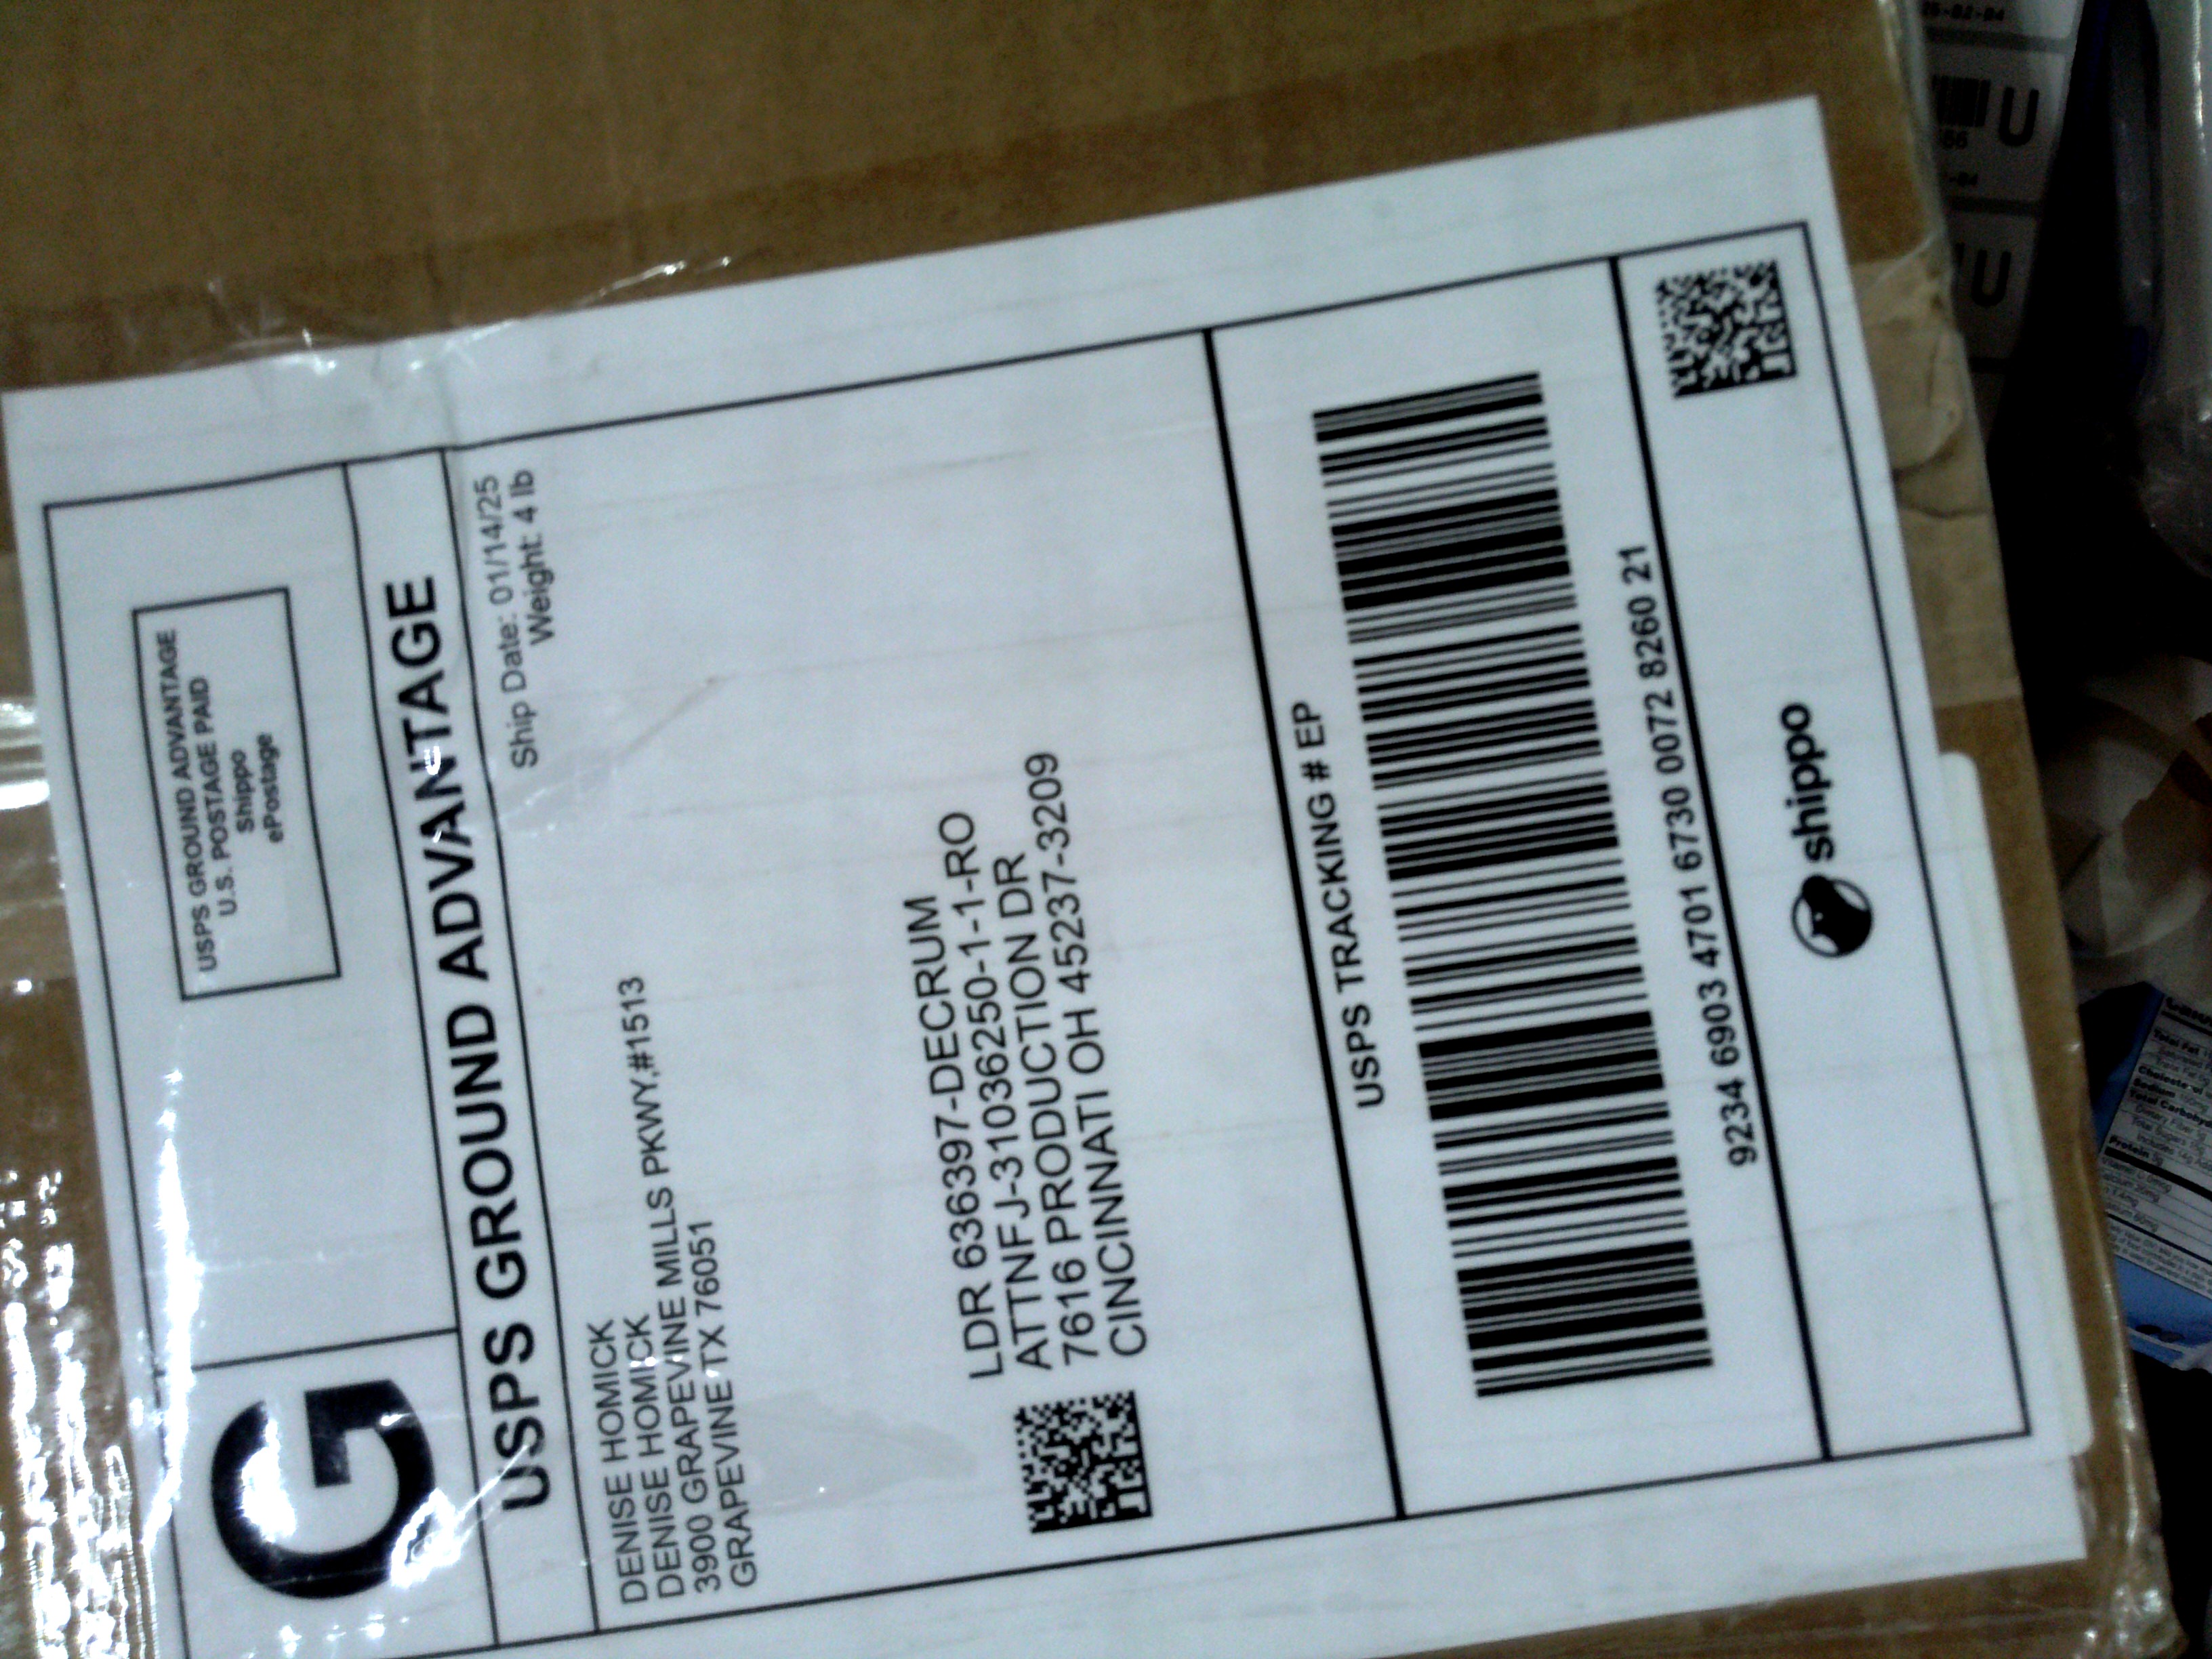 G
USPS GROUND ADVANTAGE
U.S. POSTAGE PAID
Shippo
ePostage
USPS GROUND ADVANTAGE
Ship Date: 01/14/25
Weight: 4 lb
DENISE HOMICK
DENISE HOMICK
3900 GRAPEVINE MILLS PKWY,#1513
GRAPEVINE TX 76051
LDR 636397-DECRUM
ATTNFJ-31036250-1-1-RO
7616 PRODUCTION DR
CINCINNATI OH 45237-3209
USPS TRACKING # EP
9234 6903 4701 6730 0072 8260 21
shippo
U
U
Protein